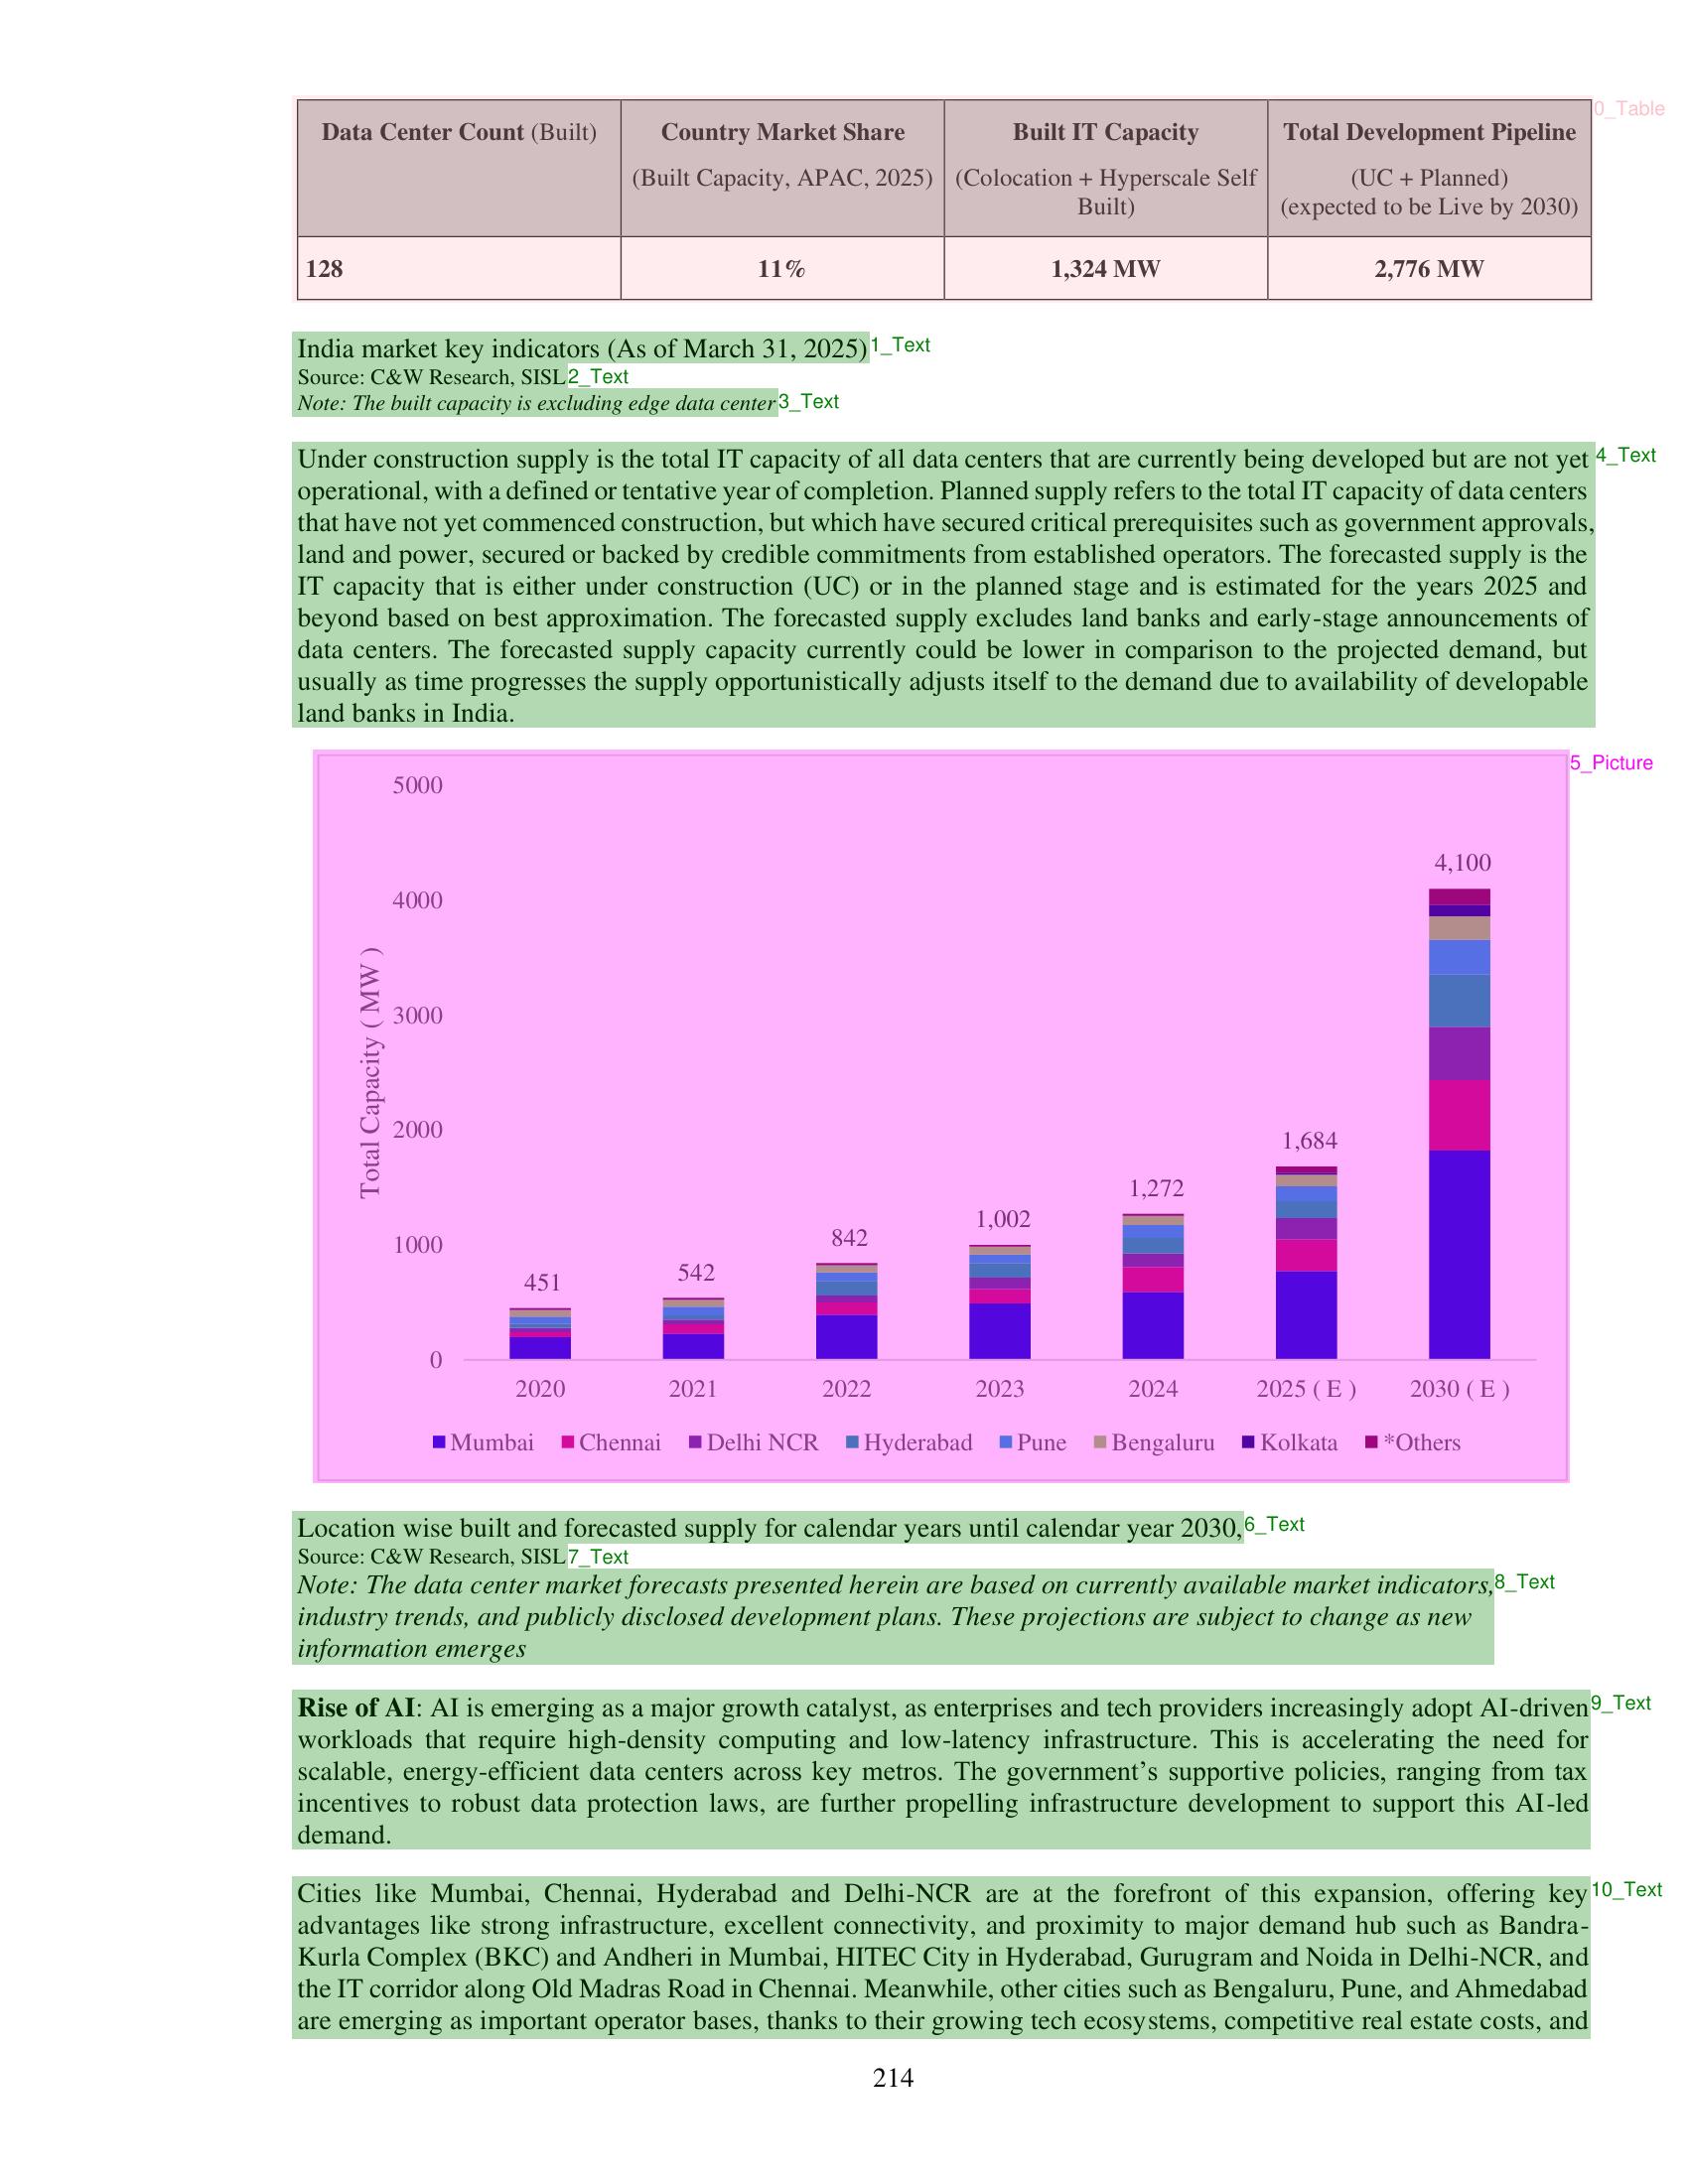 Data Center Count (Built)
Country Market Share
(Built Capacity, APAC, 2025)
Built IT Capacity
(Colocation + Hyperscale Self
Built)
Total Development Pipeline
(UC + Planned)
(expected to be Live by 2030)
0_Table
128
11%
1,324 MW
2,776 MW
India market key indicators (As of March 31, 2025)
1_Text
Source: C&W Research, SISL
2_Text
Note: The built capacity is excluding edge data center
3_Text
Under construction supply is the total IT capacity of all data centers that are currently being developed but are not yet
4_Text
operational, with a defined or tentative year of completion. Planned supply refers to the total IT capacity of data centers
that have not yet commenced construction, but which have secured critical prerequisites such as government approvals,
land and power, secured or backed by credible commitments from established operators. The forecasted supply is the
IT capacity that is either under construction (UC) or in the planned stage and is estimated for the years 2025 and
beyond based on best approximation. The forecasted supply excludes land banks and early-stage announcements of
data centers. The forecasted supply capacity currently could be lower in comparison to the projected demand, but
usually as time progresses the supply opportunistically adjusts itself to the demand due to availability of developable
land banks in India.
5_Picture
Total Capacity ( MW )
5000
4000
3000
2000
1000
0
451
542
842
1,002
1,272
1,684
4,100
2020
2021
2022
2023
2024
2025 ( E )
2030 ( E )
Mumbai
Chennai
Delhi NCR
Hyderabad
Pune
Bengaluru
Kolkata
*Others
Location wise built and forecasted supply for calendar years until calendar year 2030,
6_Text
Source: C&W Research, SISL
7_Text
Note: The data center market forecasts presented herein are based on currently available market indicators,
8_Text
industry trends, and publicly disclosed development plans. These projections are subject to change as new
information emerges
Rise of AI: AI is emerging as a major growth catalyst, as enterprises and tech providers increasingly adopt AI-driven
9_Text
workloads that require high-density computing and low-latency infrastructure. This is accelerating the need for
scalable, energy-efficient data centers across key metros. The government’s supportive policies, ranging from tax
incentives to robust data protection laws, are further propelling infrastructure development to support this AI-led
demand.
Cities like Mumbai, Chennai, Hyderabad and Delhi-NCR are at the forefront of this expansion, offering key
10_Text
advantages like strong infrastructure, excellent connectivity, and proximity to major demand hub such as Bandra-
Kurla Complex (BKC) and Andheri in Mumbai, HITEC City in Hyderabad, Gurugram and Noida in Delhi-NCR, and
the IT corridor along Old Madras Road in Chennai. Meanwhile, other cities such as Bengaluru, Pune, and Ahmedabad
are emerging as important operator bases, thanks to their growing tech ecosystems, competitive real estate costs, and
214